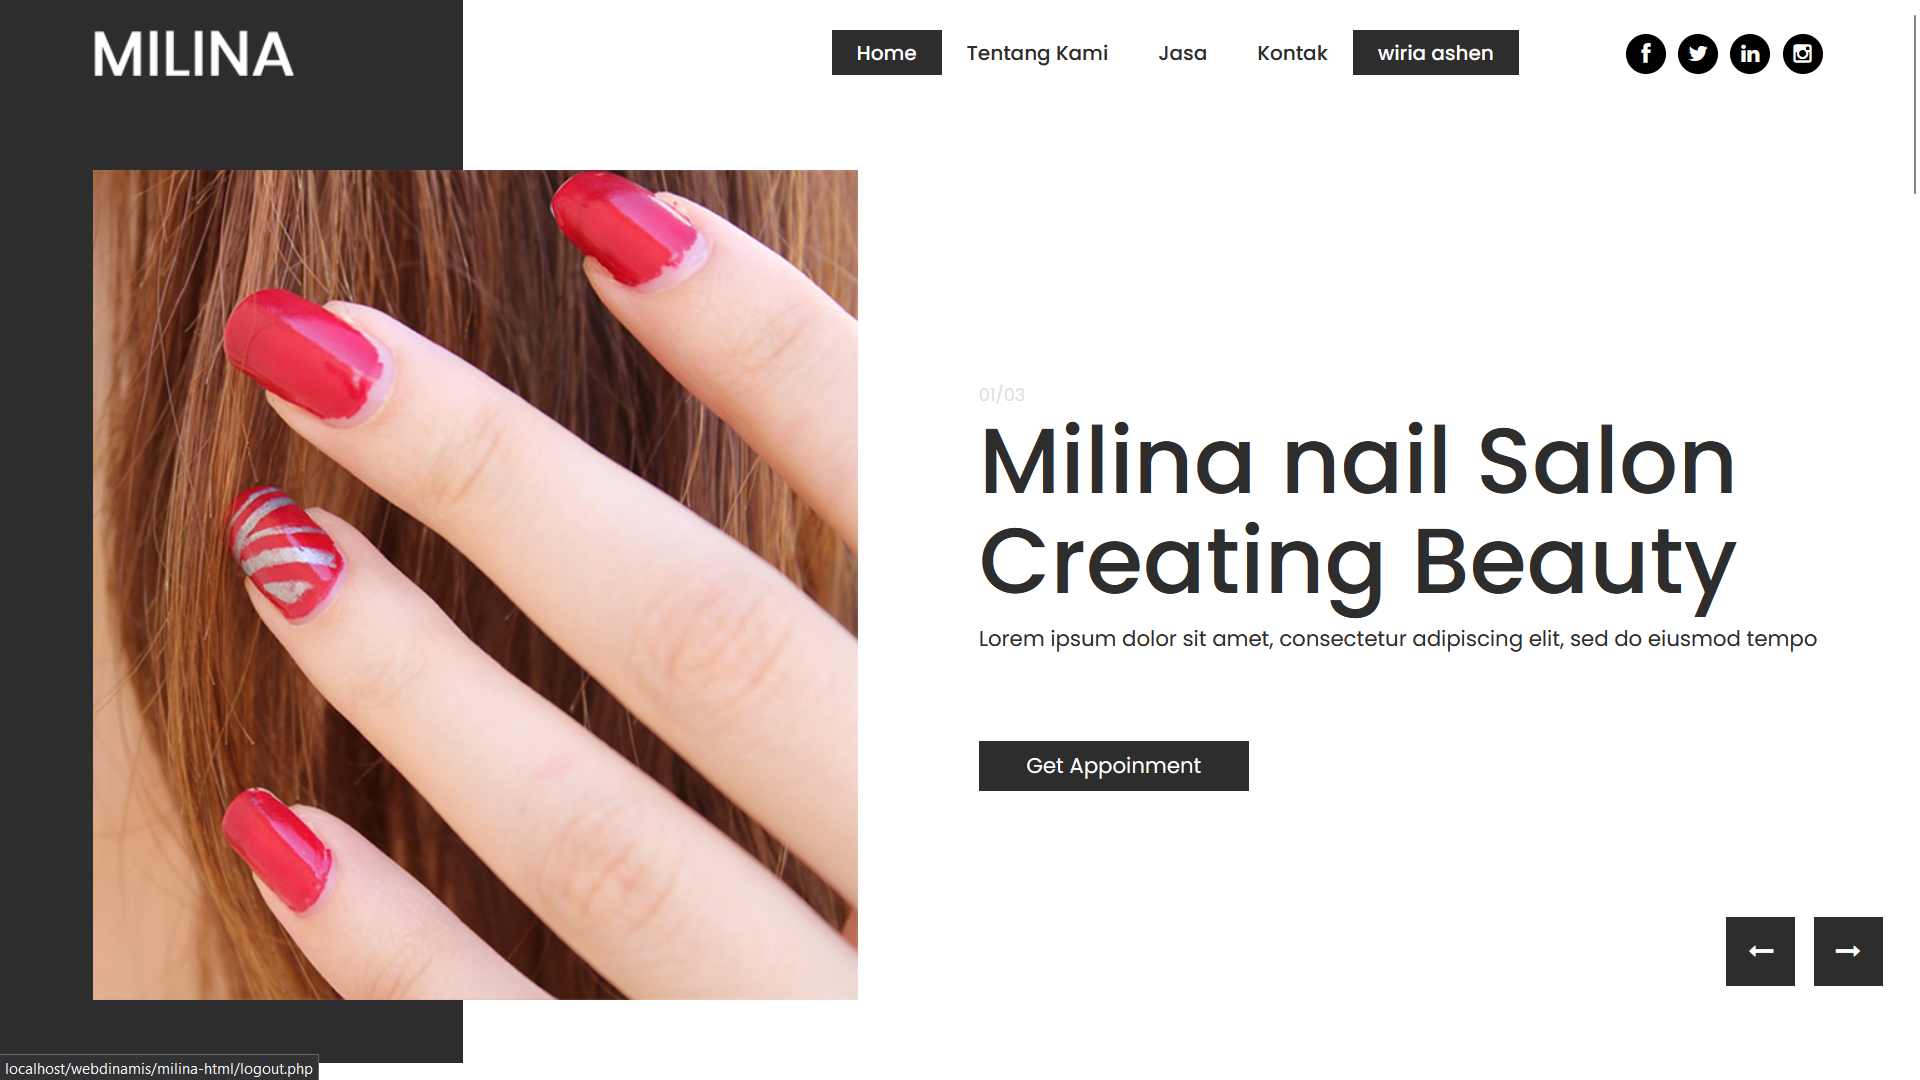 MILINA
Home
Tentang Kami
Jasa
Kontak
wiria ashen
01/03
Milina nail Salon
Creating Beauty
Lorem ipsum dolor sit amet, consectetur adipiscing elit, sed do eiusmod tempo
Get Appoinment
localhost/webdinamis/milina-html/logout.php